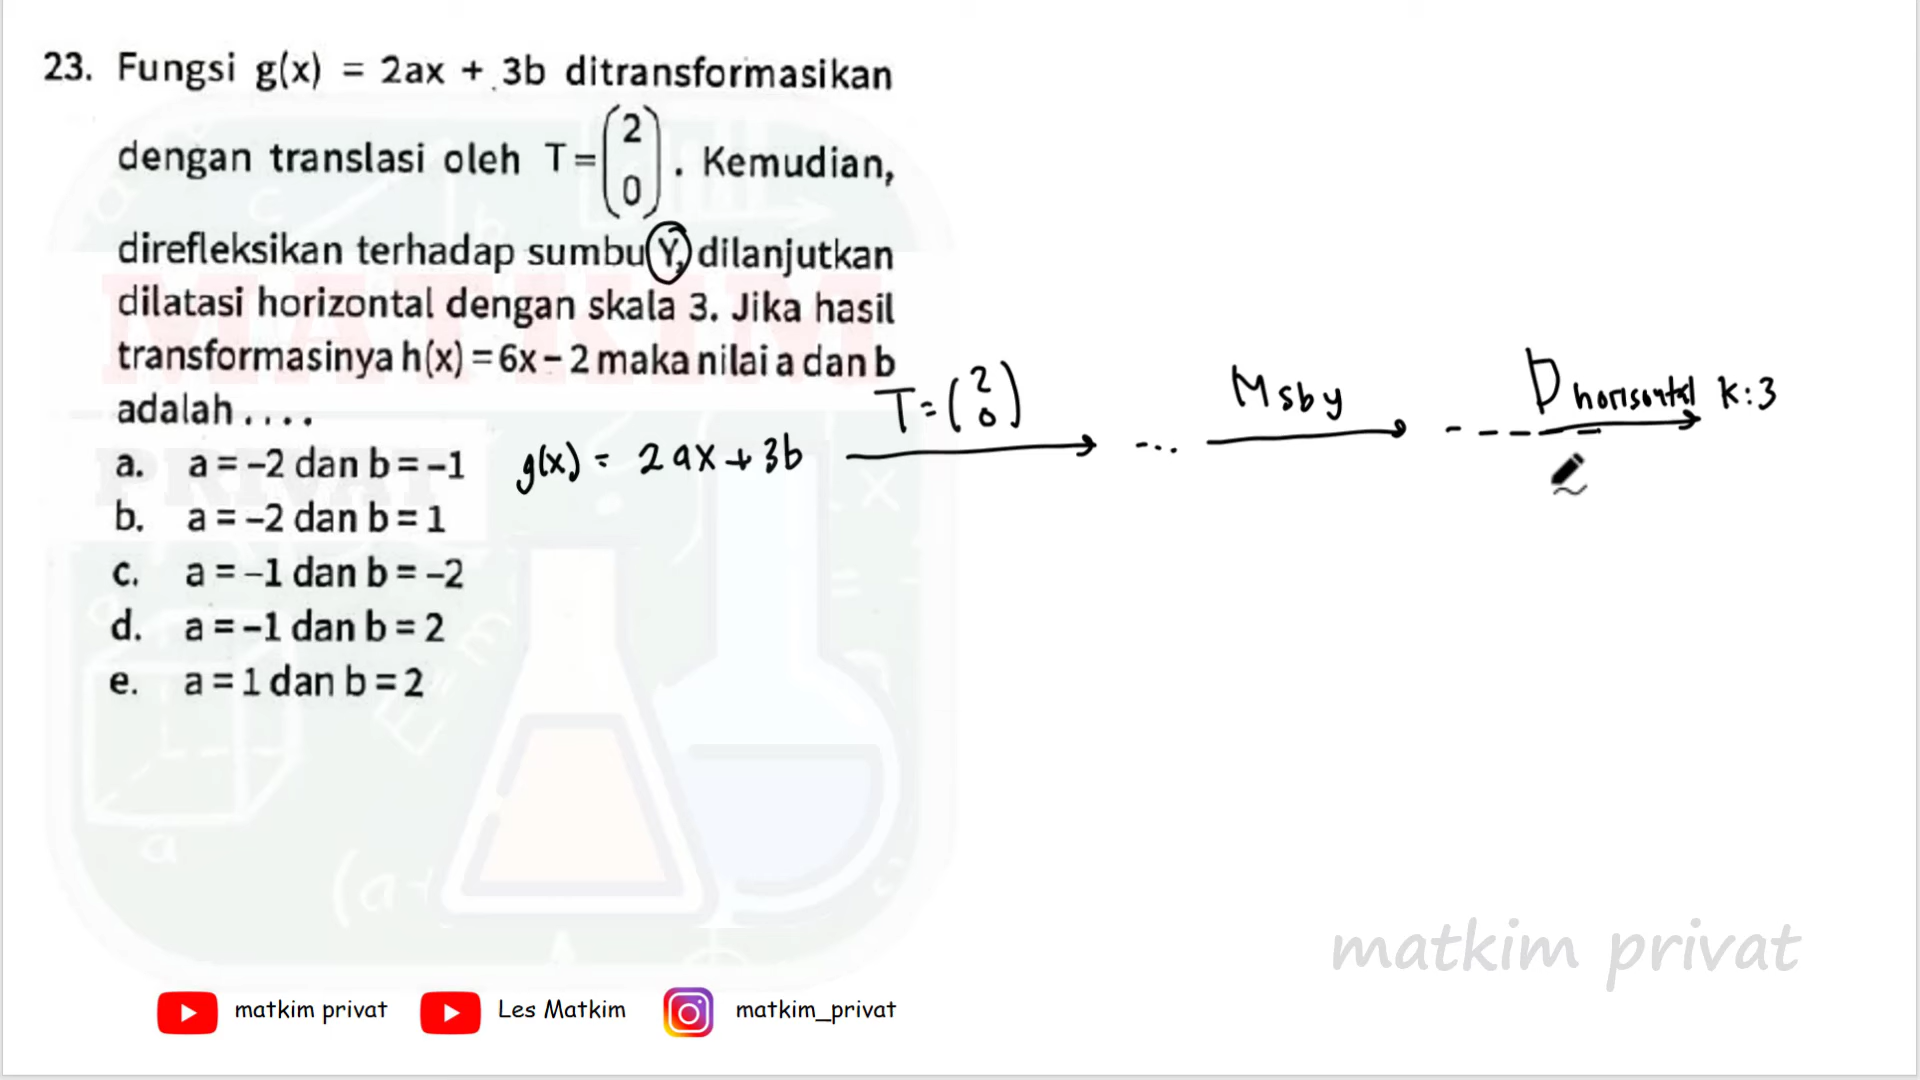 23. Fungsi g(x) = 2ax + 3b ditransformasikan
dengan translasi oleh T = (2 0). Kemudian,
direfleksikan terhadap sumbu Y, dilanjutkan
dilatasi horizontal dengan skala 3. Jika hasil
transformasinya h(x) = 6x – 2 maka nilai a dan b
adalah . . . .
a. a = –2 dan b = –1
b. a = –2 dan b = 1
c. a = –1 dan b = –2
d. a = –1 dan b = 2
e. a = 1 dan b = 2
g(x) = 2ax + 3b T = (2 0) ... M sby ---- D horisontal k : 3
MATKIM
PRIVAT
matkim privat
matkim privat Les Matkim matkim_privat